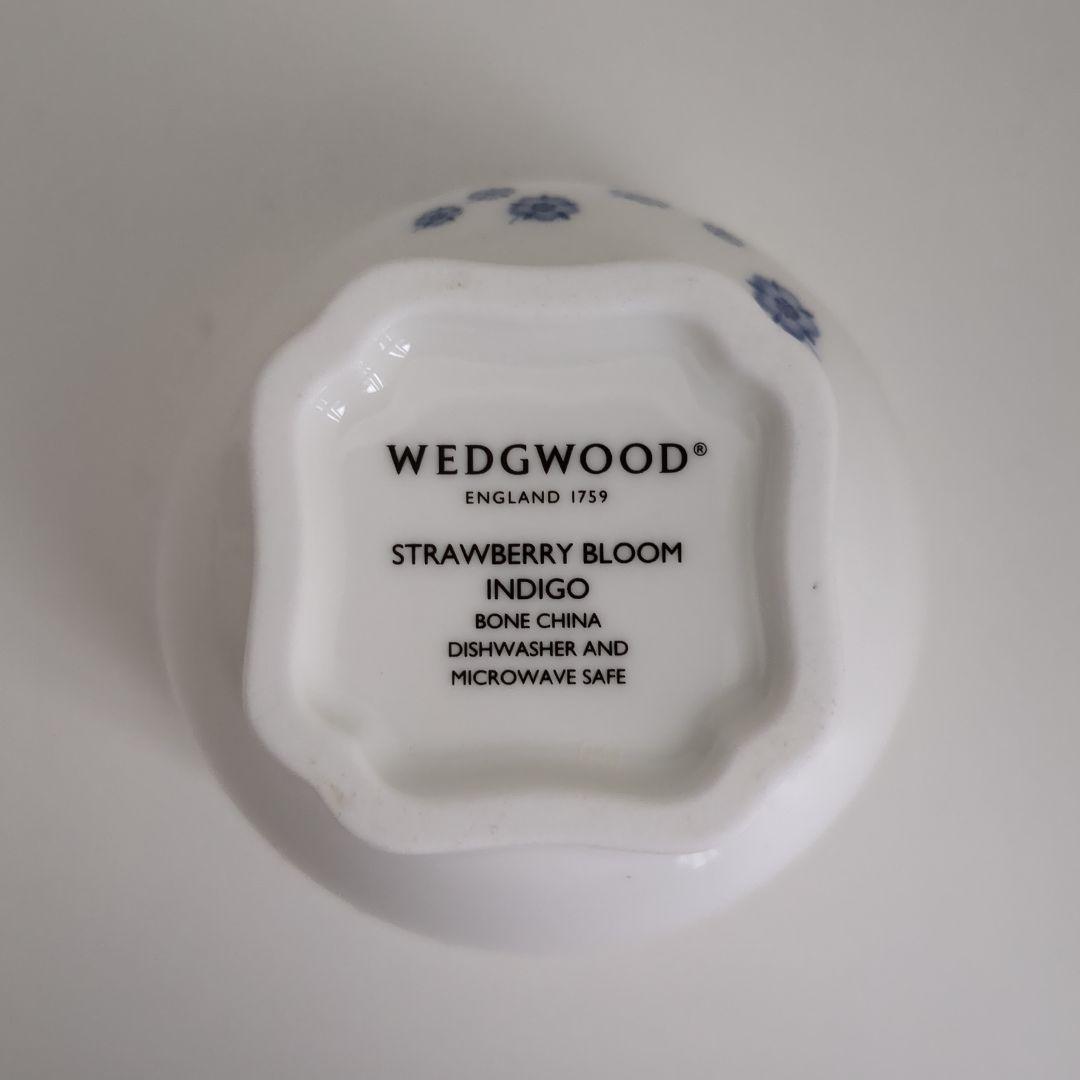 WEDGWOOD®
ENGLAND 1759
STRAWBERRY BLOOM
INDIGO
BONE CHINA
DISHWASHER AND
MICROWAVE SAFE